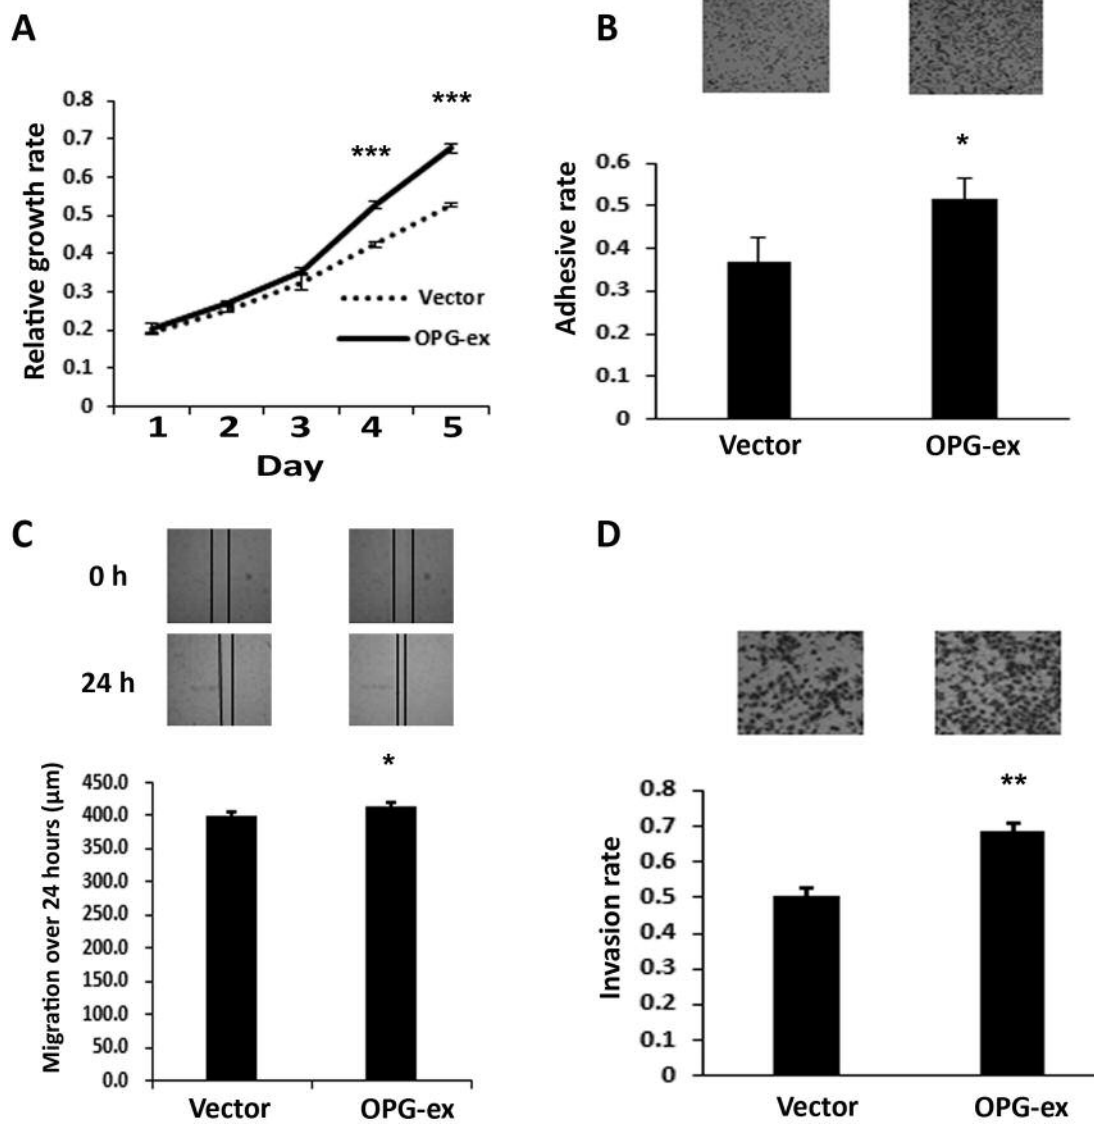 A
Relative growth rate
0.8
0.7
0.6
0.5
0.4
0.3
0.2
0.1
0
***
***
Vector
OPG-ex
1 2 3 4 5
Day
B
Adhesive rate
0.6
0.5
0.4
0.3
0.2
0.1
0
*
Vector OPG-ex
C
0 h
24 h
Migration over 24 hours (µm)
450.0
400.0
350.0
300.0
250.0
200.0
150.0
100.0
50.0
0.0
*
Vector OPG-ex
D
Invasion rate
0.8
0.7
0.6
0.5
0.4
0.3
0.2
0.1
0
**
Vector OPG-ex